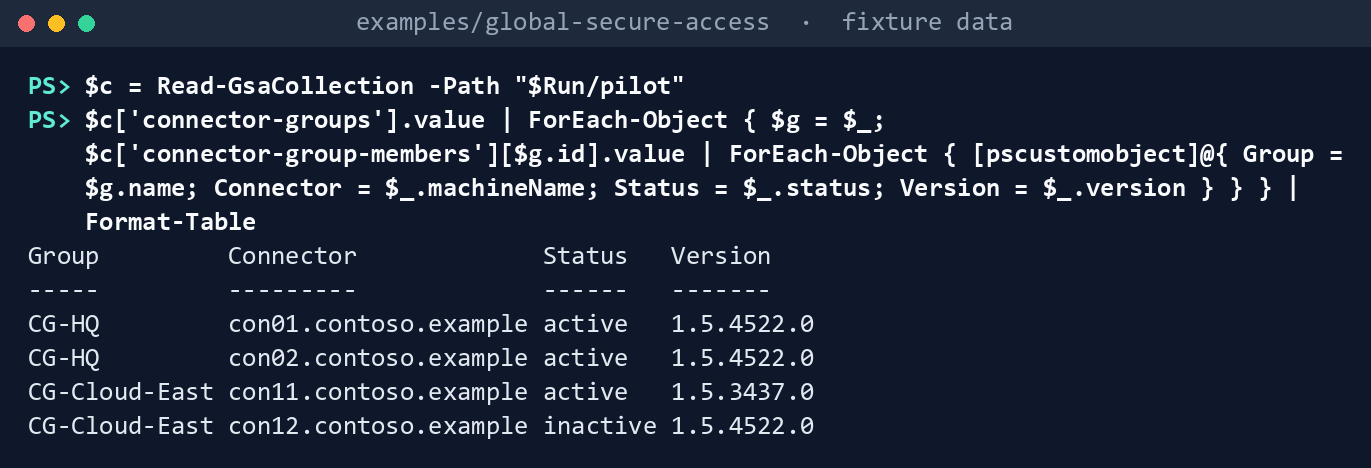 examples/global-secure-access · fixture data
PS> $c = Read-GsaCollection -Path "$Run/pilot"
PS> $c['connector-groups'].value | ForEach-Object { $g = $_;
$c['connector-group-members'][$g.id].value | ForEach-Object { [pscustomobject]@{ Group =
$g.name; Connector = $_.machineName; Status = $_.status; Version = $_.version } } } |
Format-Table
Group         Connector             Status   Version
-----         ---------             ------   -------
CG-HQ         con01.contoso.example active   1.5.4522.0
CG-HQ         con02.contoso.example active   1.5.4522.0
CG-Cloud-East con11.contoso.example active   1.5.3437.0
CG-Cloud-East con12.contoso.example inactive 1.5.4522.0